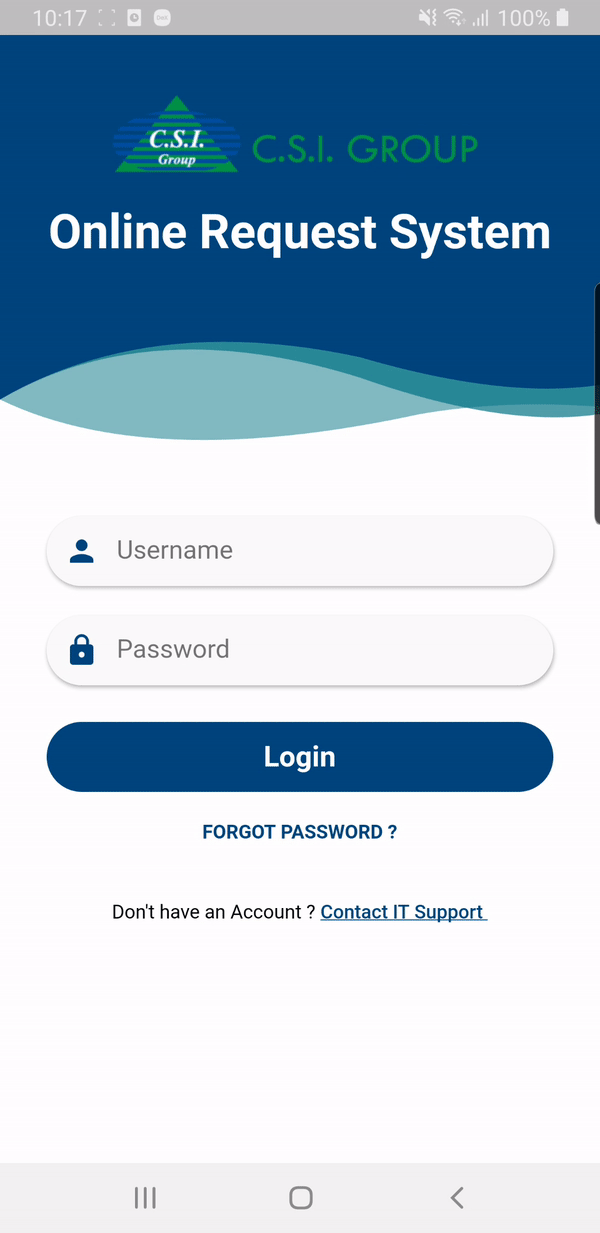 10:17 100%
C.S.I.
Group
C.S.I. GROUP
Online Request System
Username
Password
Login
FORGOT PASSWORD ?
Don't have an Account ? Contact IT Support